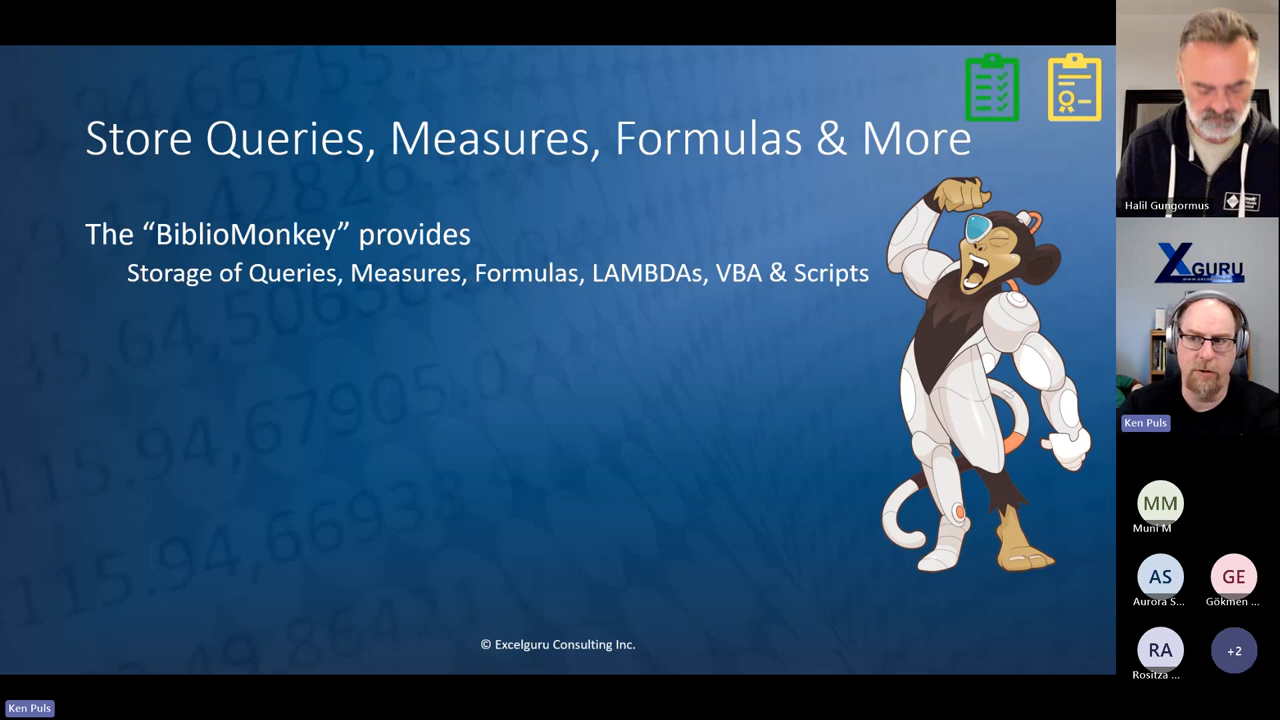 Store Queries, Measures, Formulas & More
The “BiblioMonkey” provides
Storage of Queries, Measures, Formulas, LAMBDAs, VBA & Scripts
© Excelguru Consulting Inc.
Ken Puls
Halil Gungormus
XLGURU
Ken Puls
MM
Muni M
AS
Aurora S...
GE
Gökmen ...
RA
Rositza ...
+2